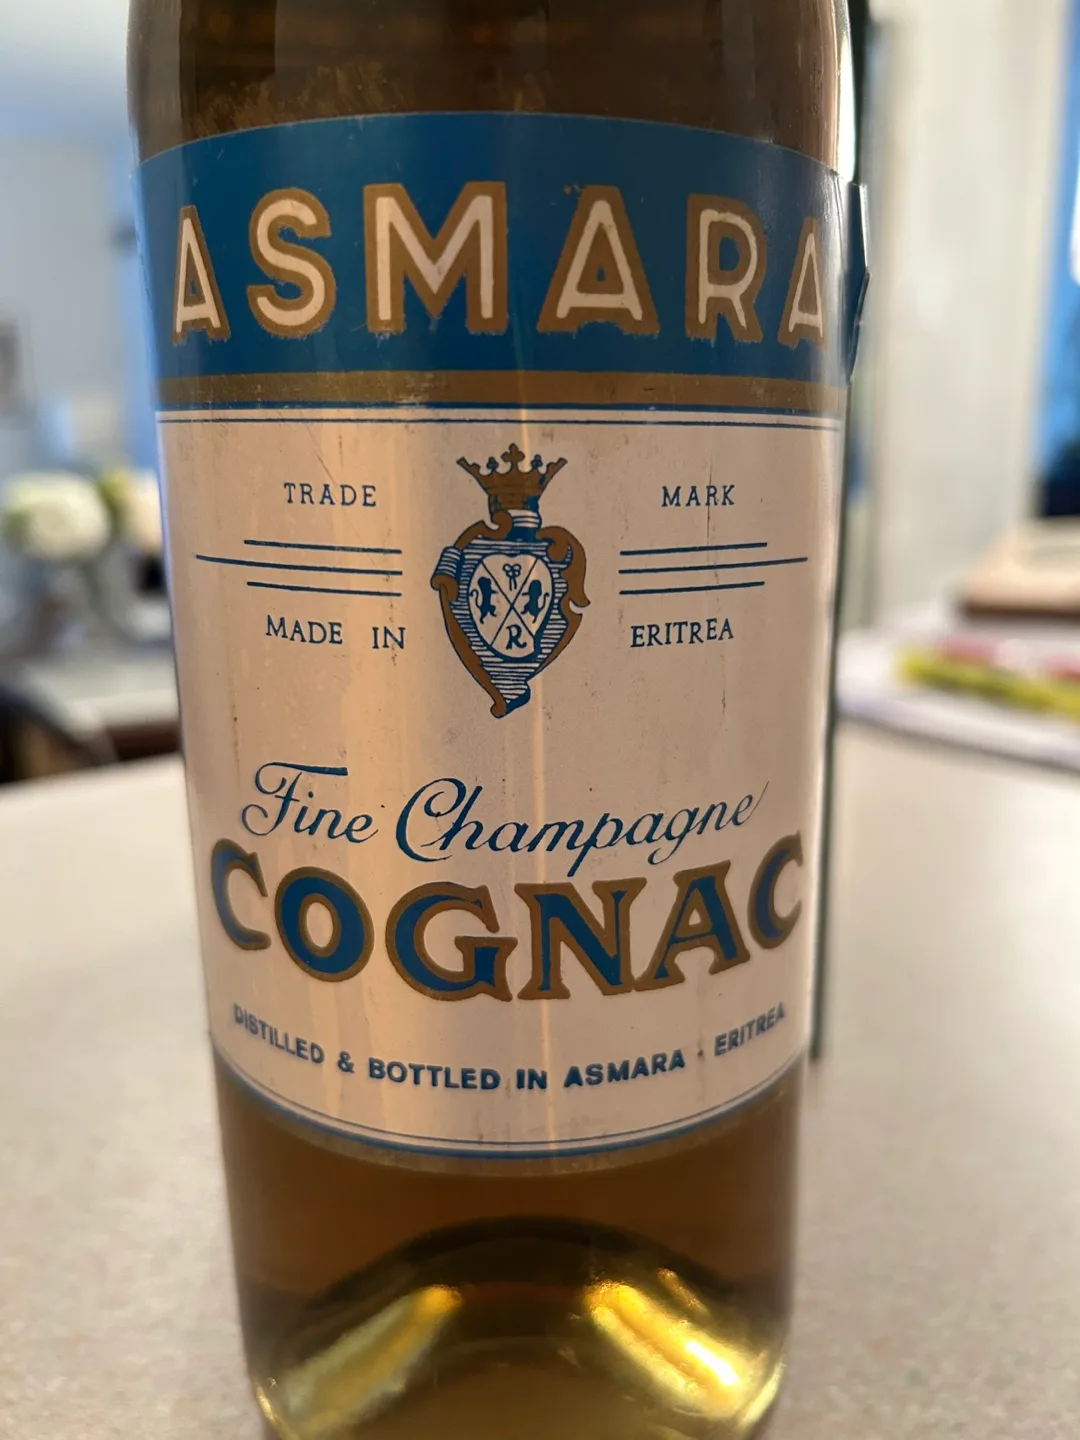 ASMARA
TRADE MARK
R
MADE IN ERITREA
Fine Champagne
COGNAC
DISTILLED & BOTTLED IN ASMARA · ERITREA